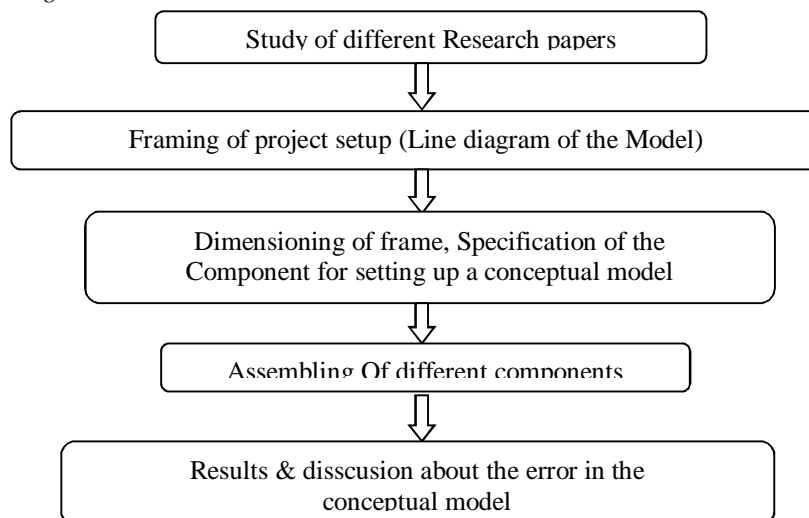 Study of different Research papers
Framing of project setup (Line diagram of the Model)
Dimensioning of frame, Specification of the
Component for setting up a conceptual model
Assembling Of different components
Results & disscusion about the error in the
conceptual model